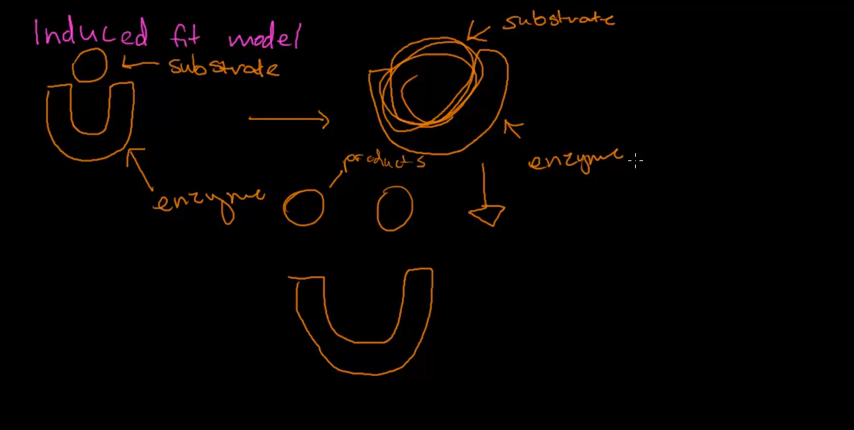 Induced fit model
substrate
substrate
enzyme
products
enzyme